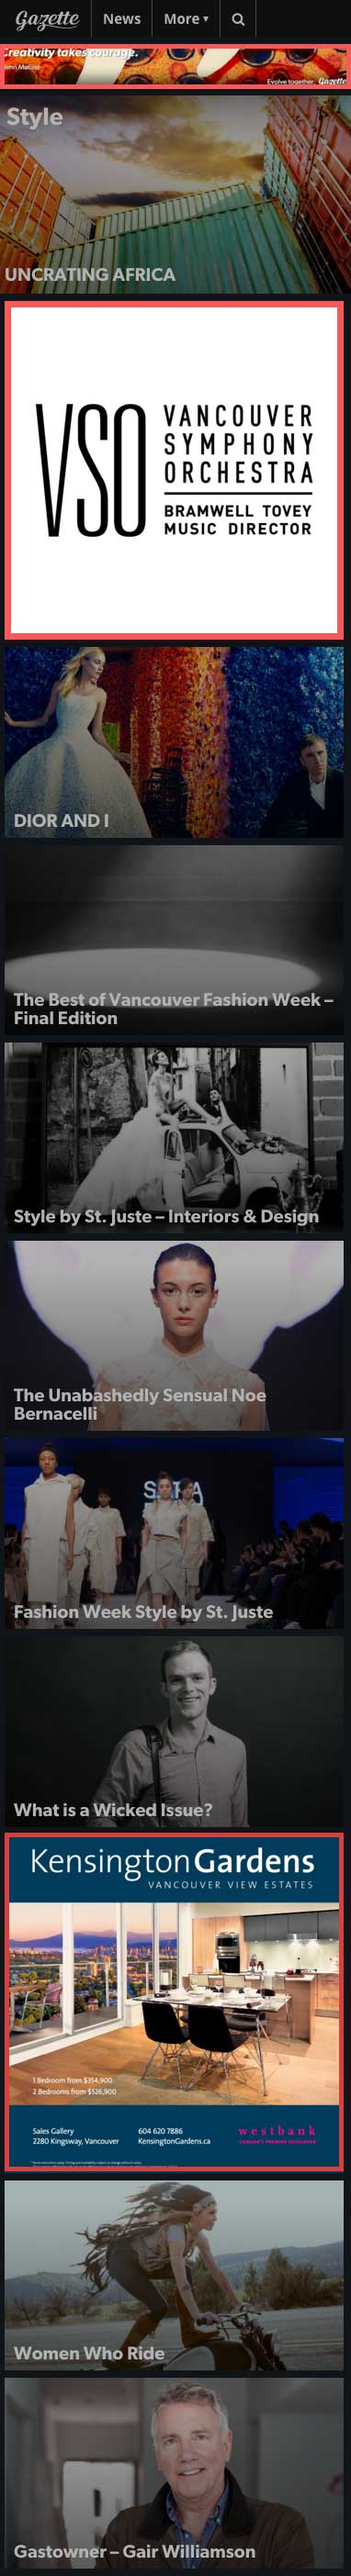 Gazette
News
More ▾
Creativity takes courage.
Henri Matisse
Evolve together. Gazette
Style
UNCRATING AFRICA
VSO
VANCOUVER
SYMPHONY
ORCHESTRA
BRAMWELL TOVEY
MUSIC DIRECTOR
DIOR AND I
The Best of Vancouver Fashion Week –
Final Edition
Style by St. Juste – Interiors & Design
The Unabashedly Sensual Noe
Bernacelli
Fashion Week Style by St. Juste
What is a Wicked Issue?
KensingtonGardens
VANCOUVER VIEW ESTATES
1 Bedroom from $354,900
2 Bedrooms from $526,900
Sales Gallery
2280 Kingsway, Vancouver
604 620 7886
KensingtonGardens.ca
westbank
Women Who Ride
Gastowner – Gair Williamson